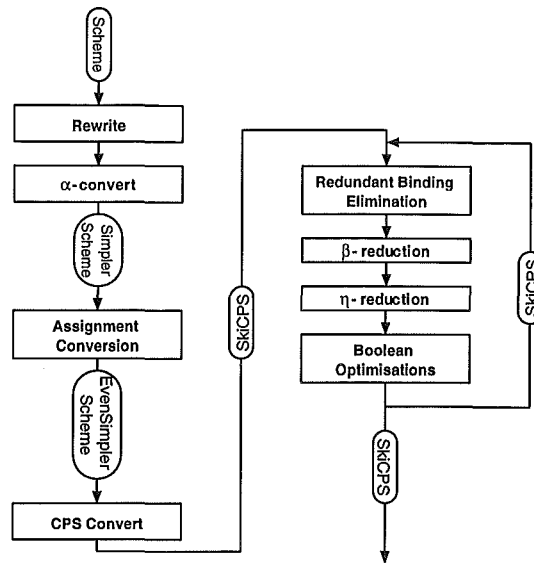 Scheme
Rewrite
α-convert
Simpler
Scheme
Assignment
Conversion
EvenSimpler
Scheme
CPS Convert
SkiCPS
Redundant Binding
Elimination
β-reduction
η-reduction
Boolean
Optimisations
SkiCPS
SkiCPS